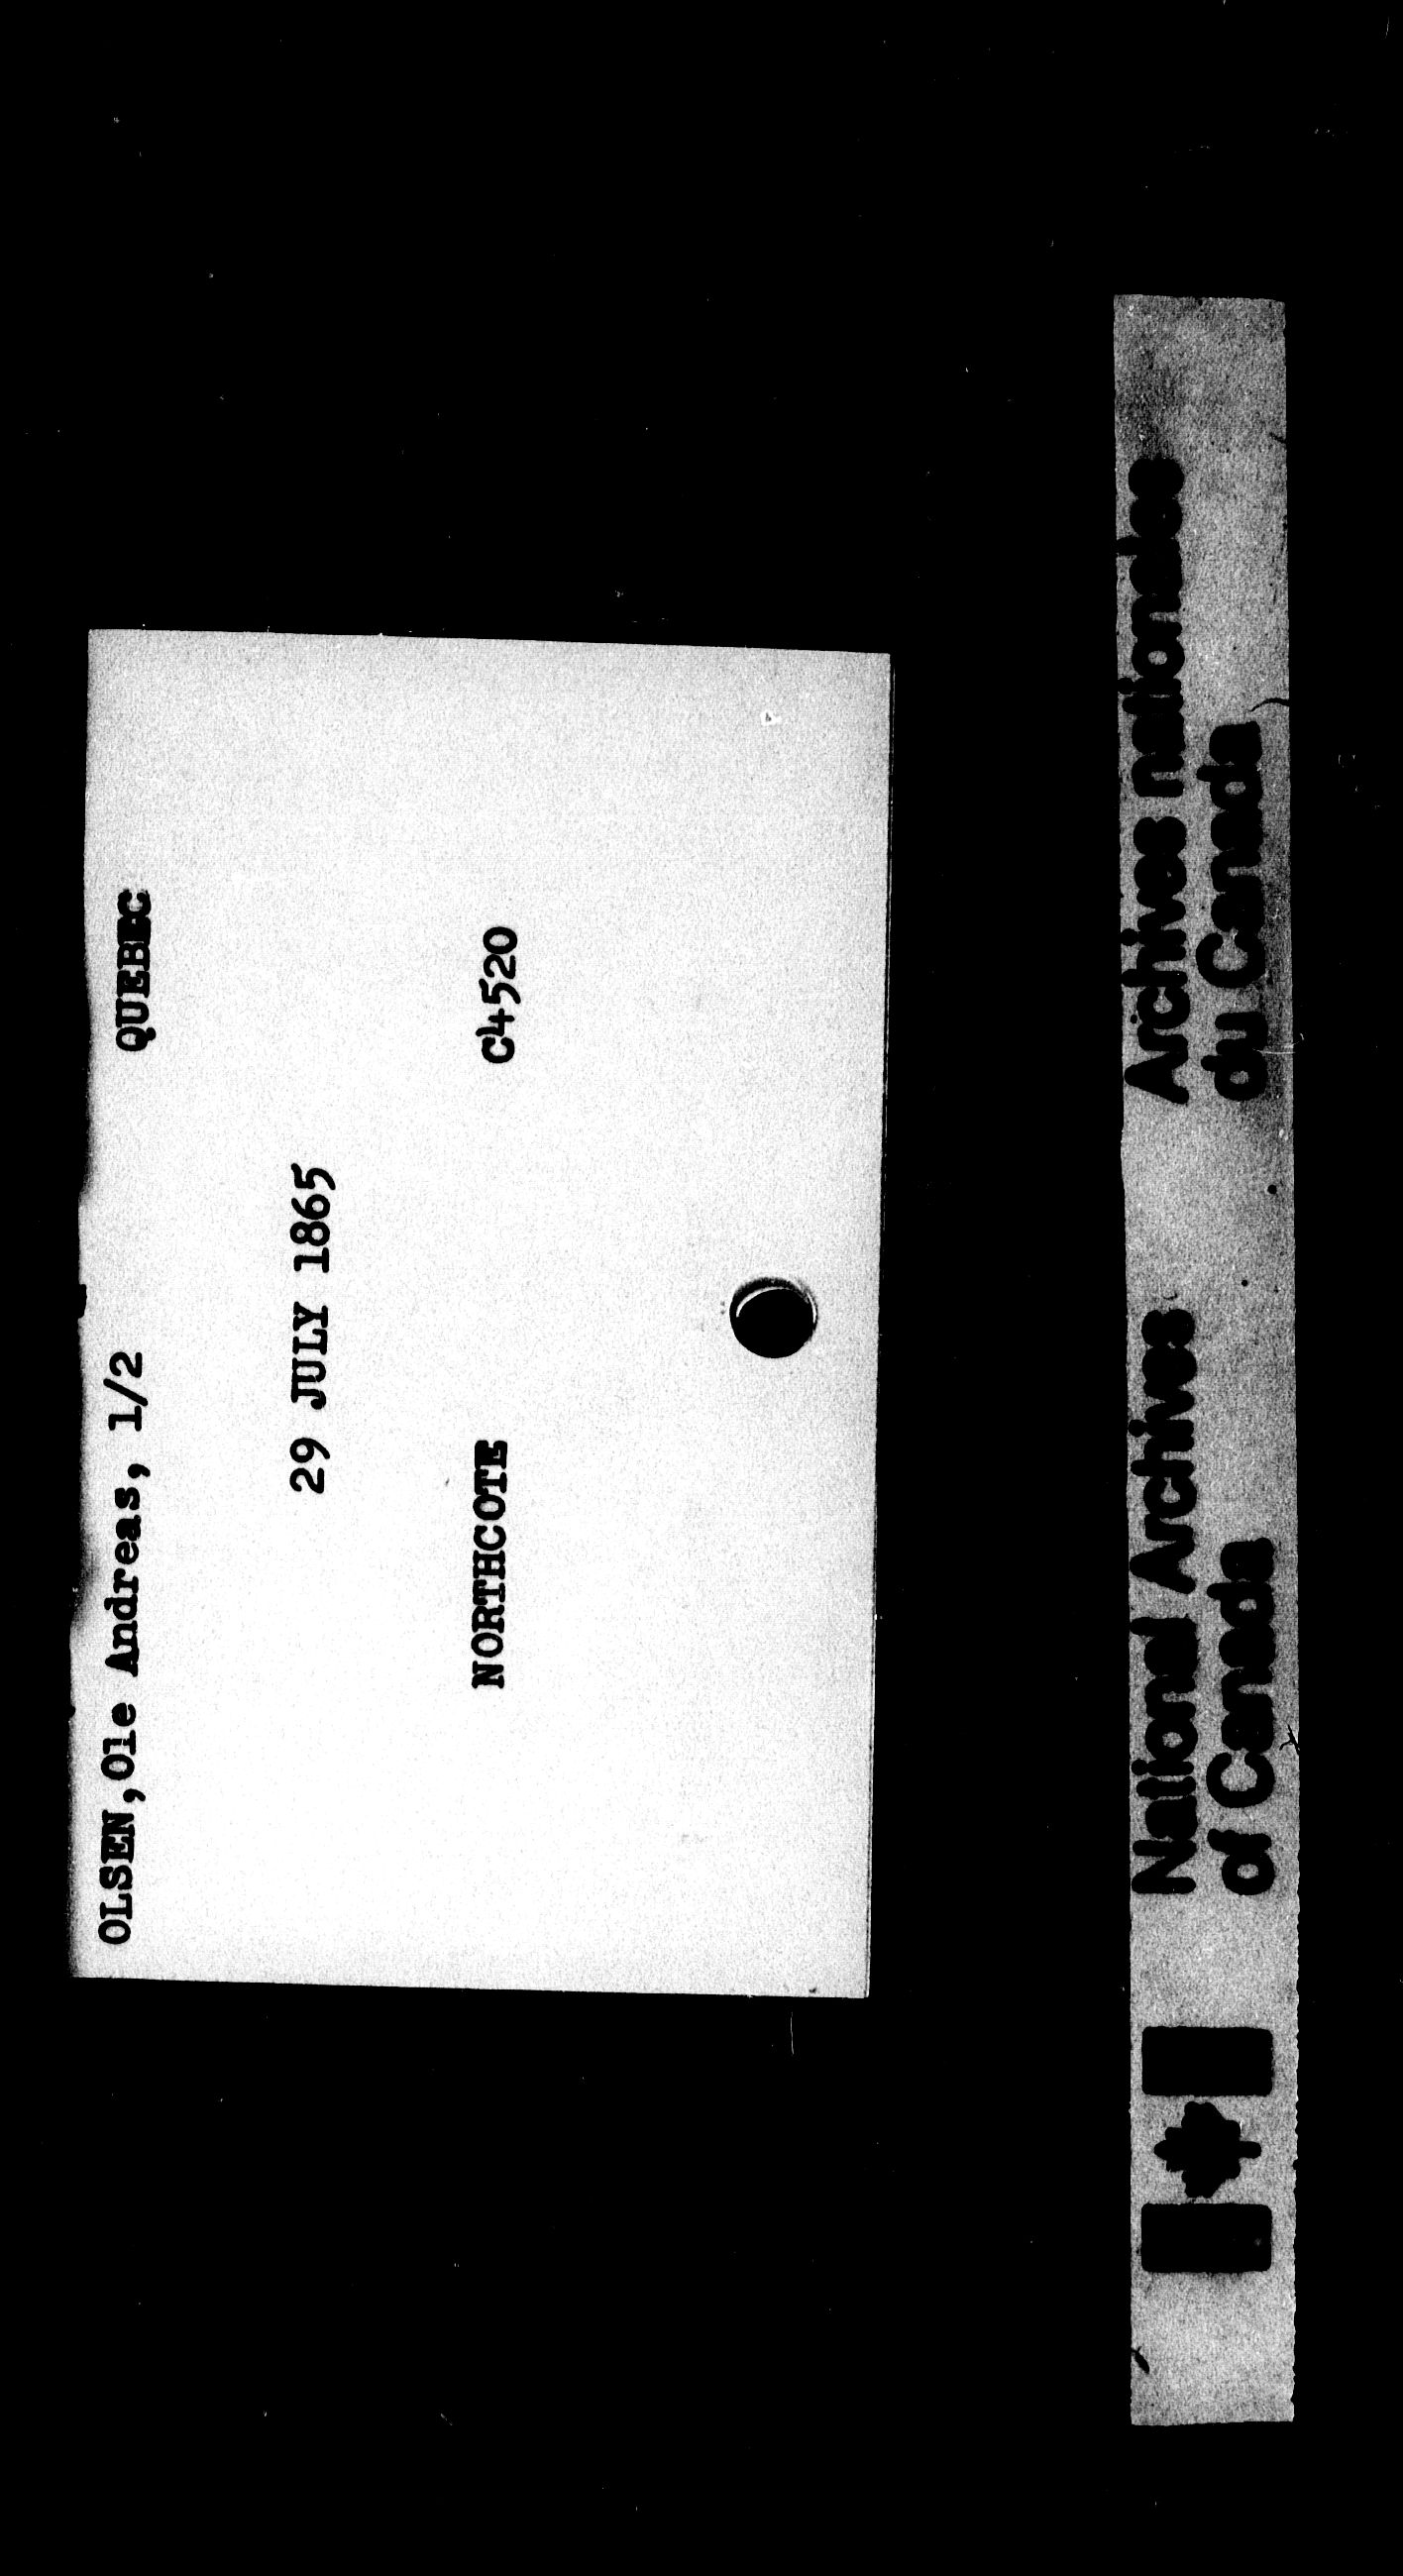 OLSEN,Ole Andreas, 1/2 QUEBEC
29 JULY 1865
NORTHCOTE C4520
National Archives Archives nationales
of Canada du Canada